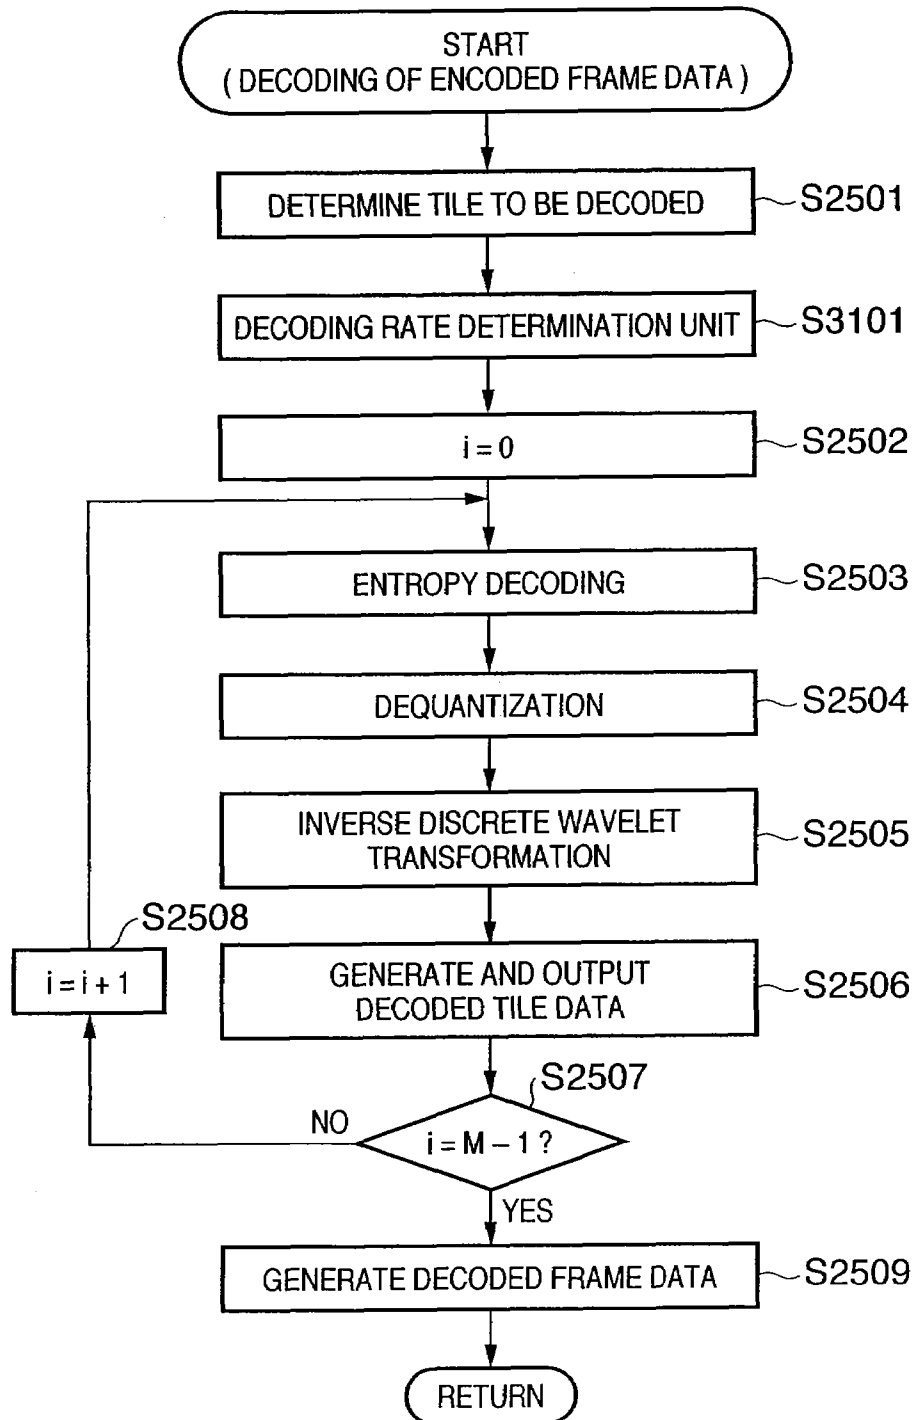 START
( DECODING OF ENCODED FRAME DATA )
DETERMINE TILE TO BE DECODED
S2501
DECODING RATE DETERMINATION UNIT
S3101
i = 0
S2502
ENTROPY DECODING
S2503
DEQUANTIZATION
S2504
INVERSE DISCRETE WAVELET
TRANSFORMATION
S2505
S2508
i = i + 1
GENERATE AND OUTPUT
DECODED TILE DATA
S2506
S2507
NO
i = M – 1 ?
YES
GENERATE DECODED FRAME DATA
S2509
RETURN